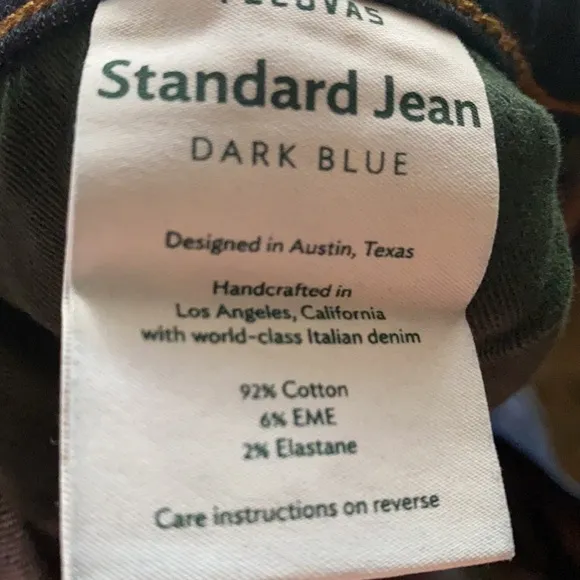 Standard Jean
DARK BLUE
Designed in Austin, Texas
Handcrafted in
Los Angeles, California
with world-class Italian denim
92% Cotton
6% EME
2% Elastane
Care instructions on reverse